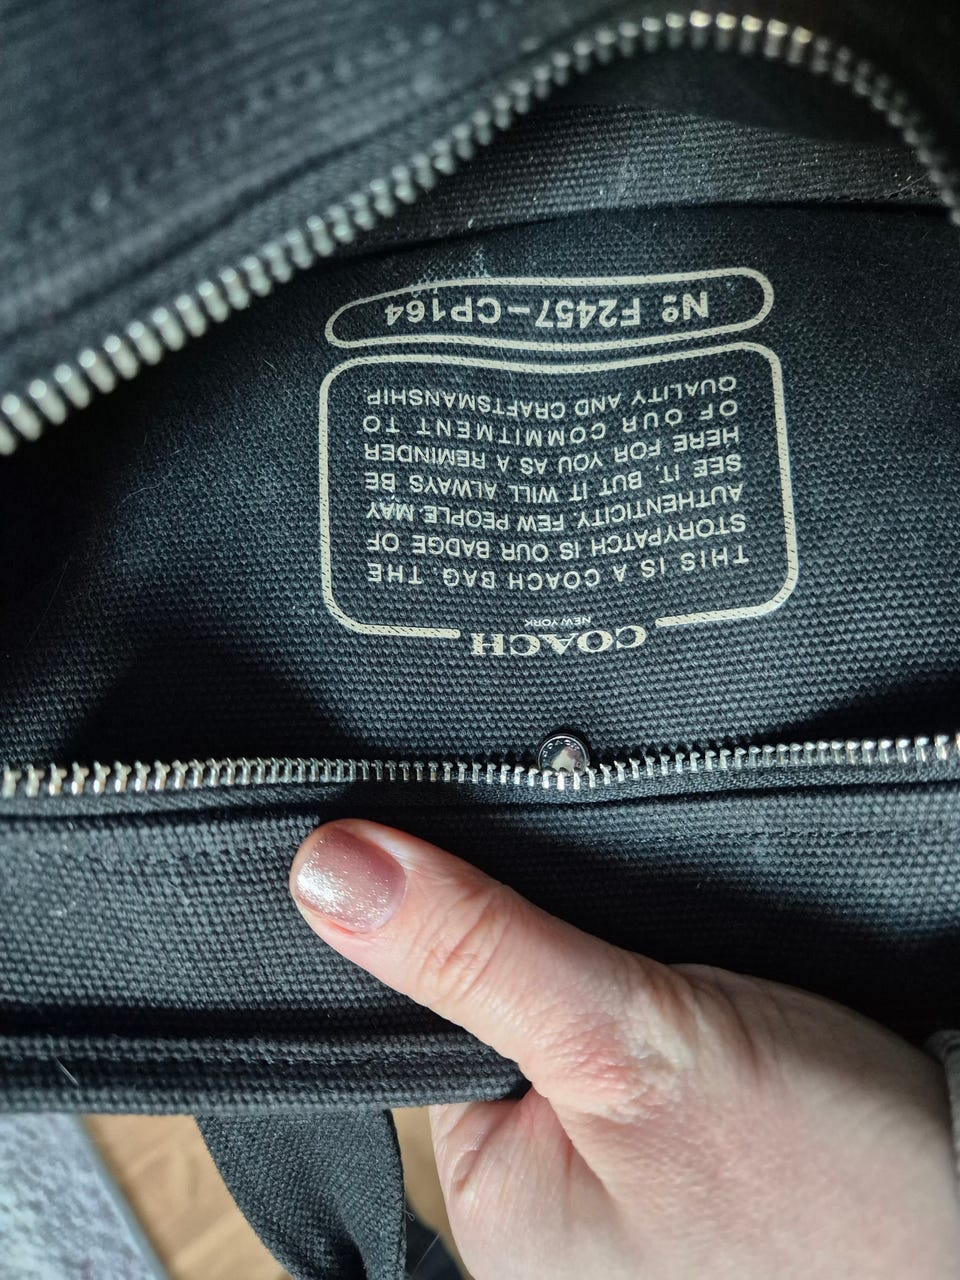 COACH
NEW YORK
THIS IS A COACH BAG. THE
STORYPATCH IS OUR BADGE OF
AUTHENTICITY. FEW PEOPLE MAY
SEE IT, BUT IT WILL ALWAYS BE
HERE FOR YOU AS A REMINDER
OF OUR COMMITMENT TO
QUALITY AND CRAFTSMANSHIP.
Nº F2457-CP164